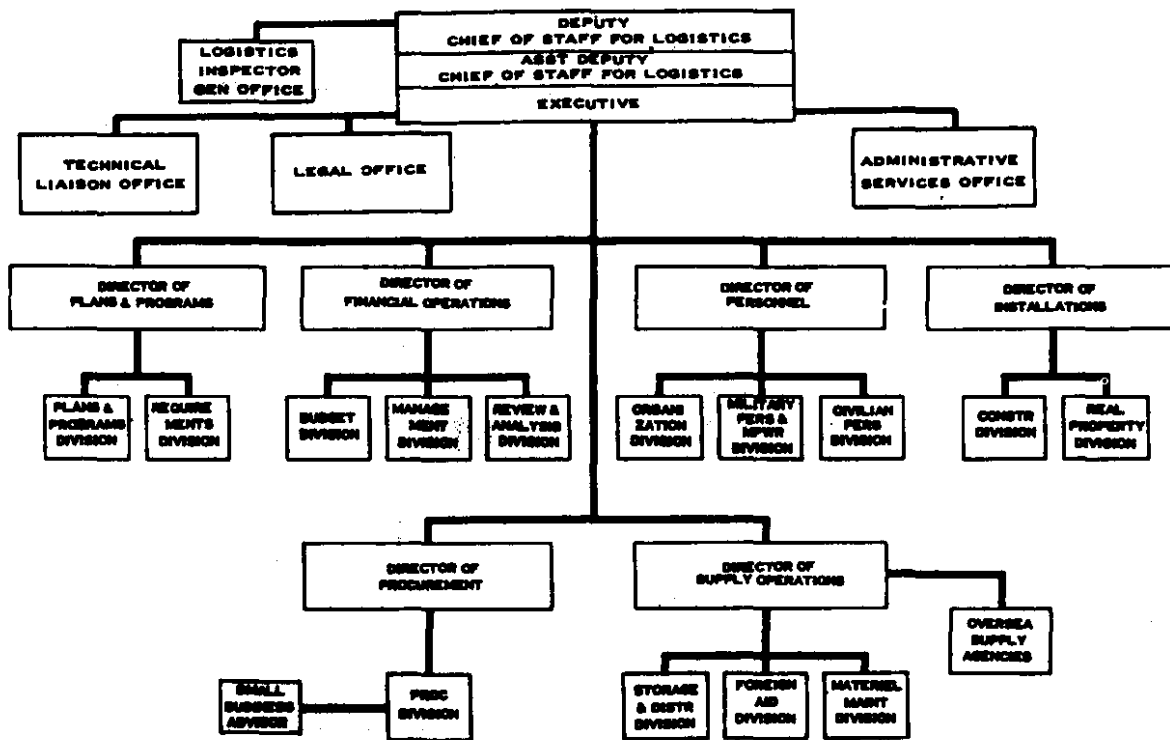 DEPUTY
CHIEF OF STAFF FOR LOGISTICS
ASST DEPUTY
CHIEF OF STAFF FOR LOGISTICS
EXECUTIVE
LOGISTICS
INSPECTOR
GEN OFFICE
TECHNICAL
LIAISON OFFICE
LEGAL OFFICE
ADMINISTRATIVE
SERVICES OFFICE
DIRECTOR OF
PLANS & PROGRAMS
DIRECTOR OF
FINANCIAL OPERATIONS
DIRECTOR OF
PERSONNEL
DIRECTOR OF
INSTALLATIONS
PLANS &
PROGRAMS
DIVISION
REQUIRE
MENTS
DIVISION
BUDGET
DIVISION
MANAGE
MENT
DIVISION
REVIEW &
ANALYSIS
DIVISION
ORGANI
ZATION
DIVISION
MILITARY
PERS &
MPWR
DIVISION
CIVILIAN
PERS
DIVISION
CONSTR
DIVISION
REAL
PROPERTY
DIVISION
DIRECTOR OF
PROCUREMENT
DIRECTOR OF
SUPPLY OPERATIONS
OVERSEA
SUPPLY
AGENCIES
SMALL
BUSINESS
ADVISOR
PROC
DIVISION
STORAGE
& DISTR
DIVISION
FOREIGN
AID
DIVISION
MATERIEL
MAINT
DIVISION